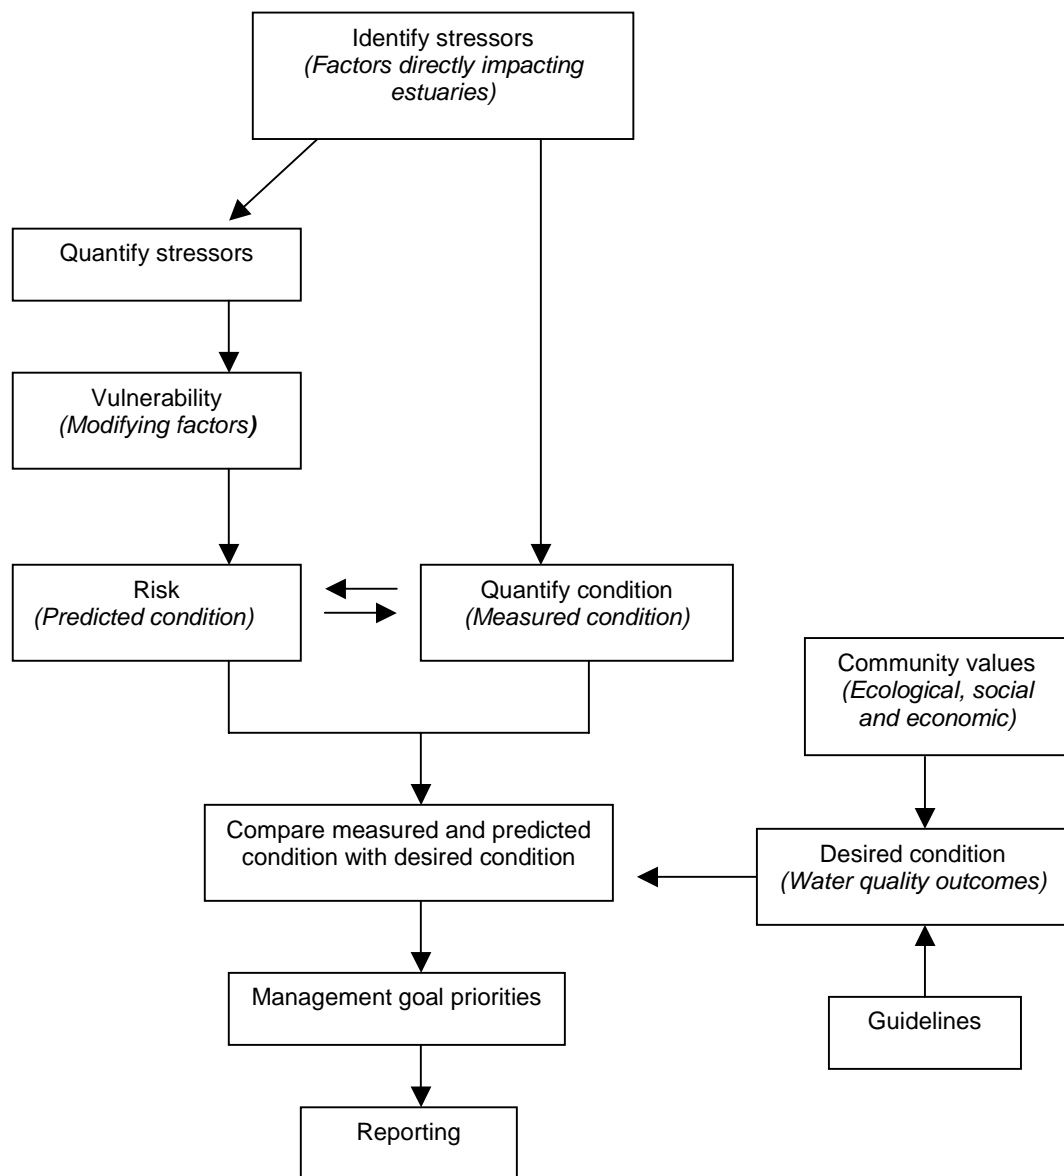 Identify stressors
(Factors directly impacting
estuaries)
Quantify stressors
Vulnerability
(Modifying factors)
Risk
(Predicted condition)
Quantify condition
(Measured condition)
Community values
(Ecological, social
and economic)
Compare measured and predicted
condition with desired condition
Desired condition
(Water quality outcomes)
Management goal priorities
Guidelines
Reporting